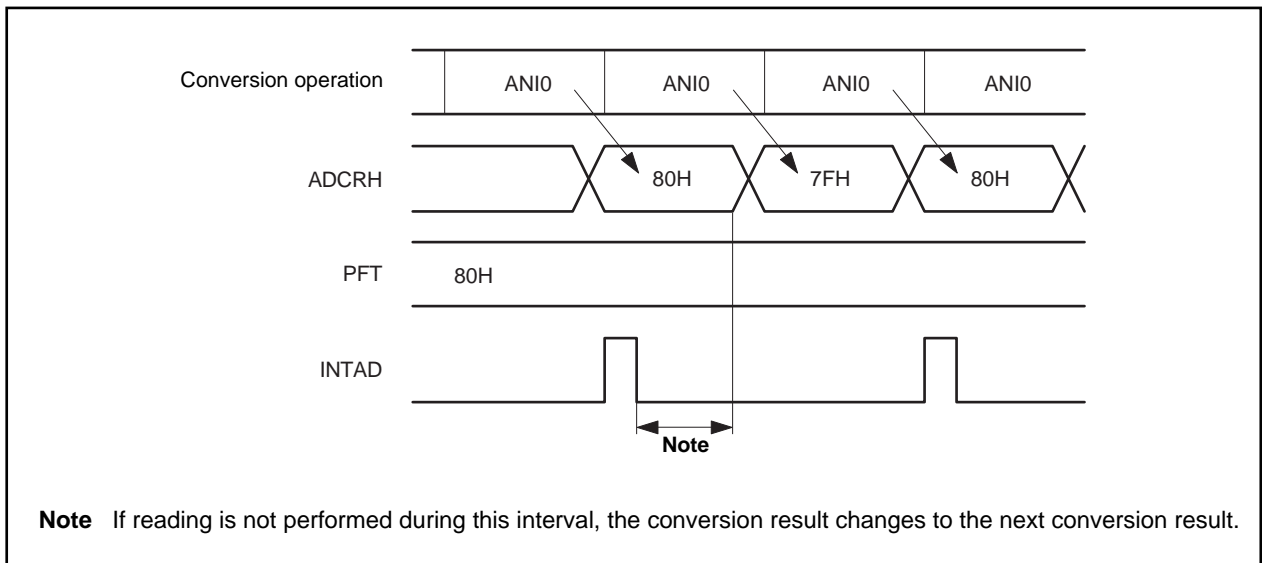 Conversion operation ANI0 ANI0 ANI0 ANI0
ADCRH 80H 7FH 80H
PFT 80H
INTAD
Note
Note If reading is not performed during this interval, the conversion result changes to the next conversion result.